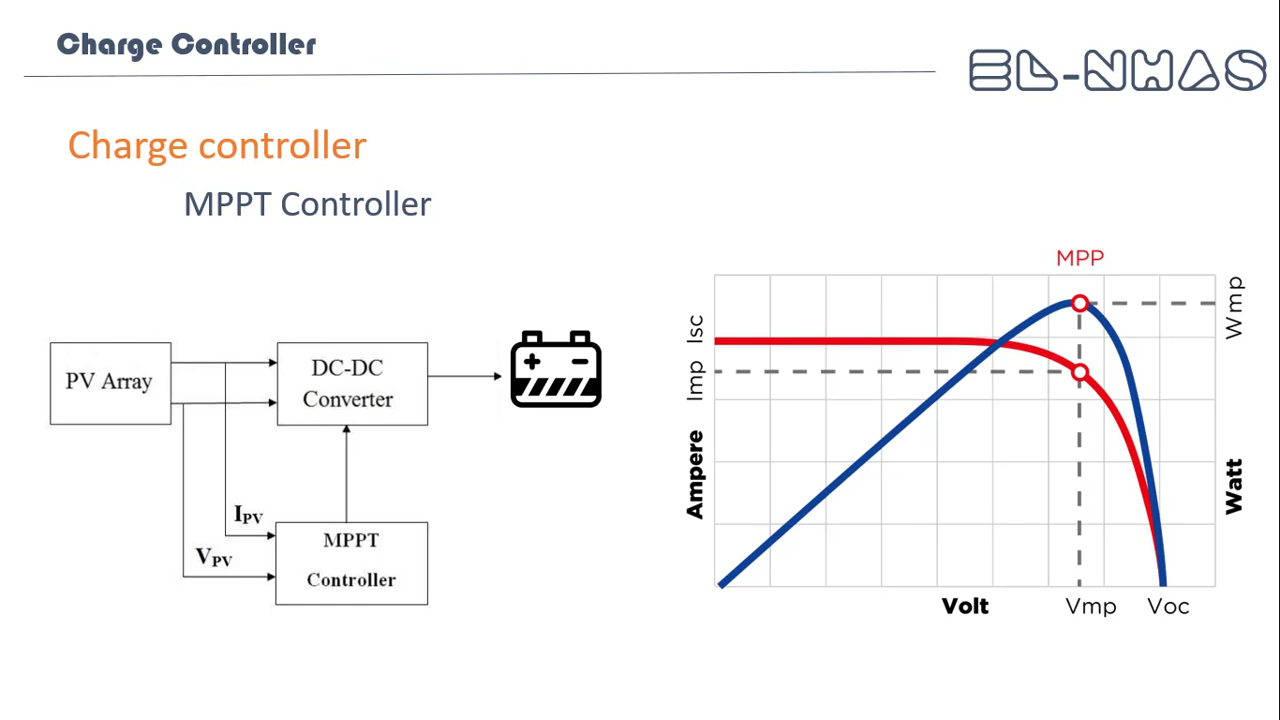 Charge Controller
EL-NHAS
Charge controller
MPPT Controller
PV Array
DC-DC
Converter
+ -
IPV
VPV
MPPT
Controller
MPP
Isc
Imp
Ampere
Wmp
Watt
Volt
Vmp
Voc